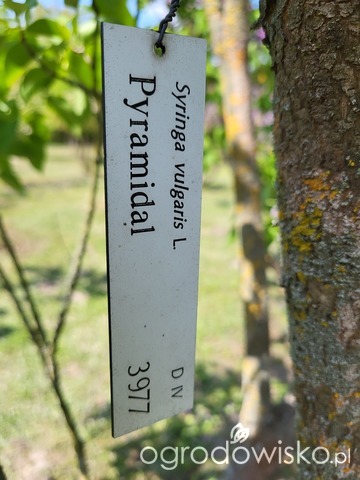 Syringa vulgaris L.
Pyramidal
D N
3977
ogrodowisko.pl